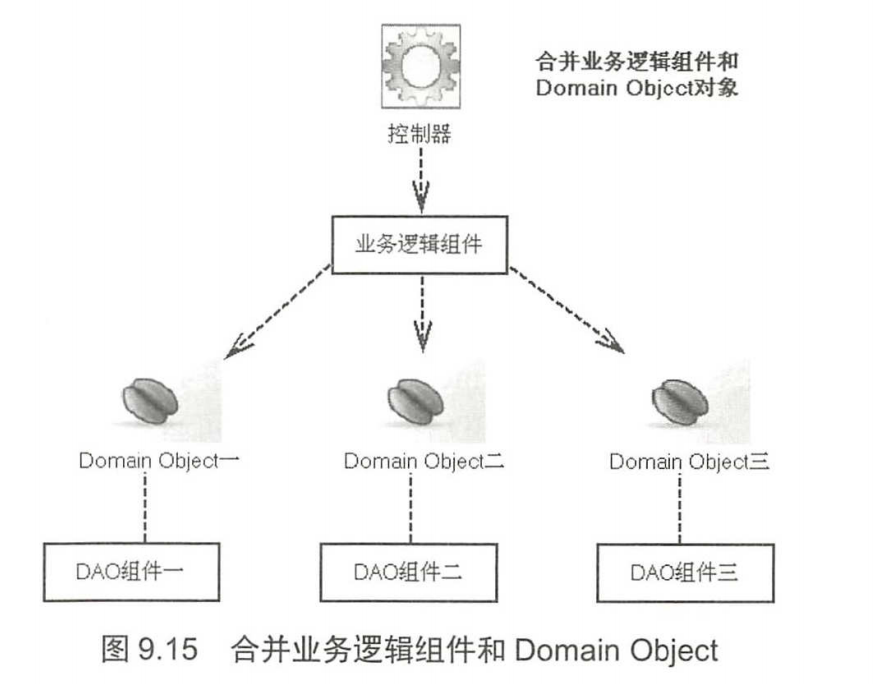 合并业务逻辑组件和
Domain Object对象
控制器
业务逻辑组件
Domain Object一
Domain Object二
Domain Object三
DAO组件一
DAO组件二
DAO组件三
图 9.15 合并业务逻辑组件和 Domain Object